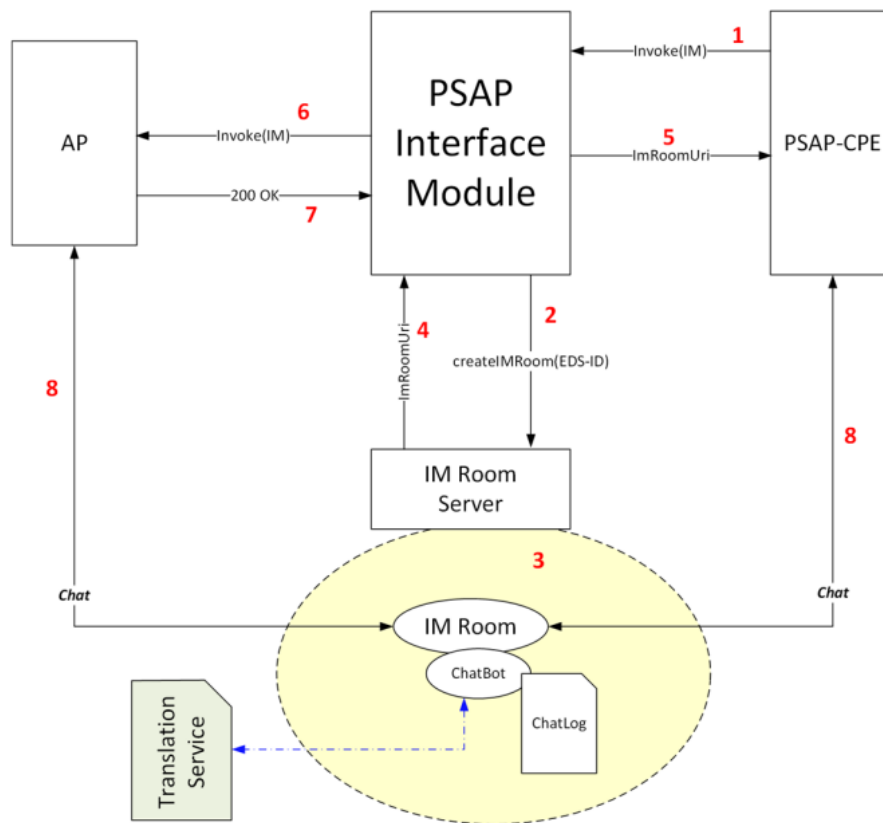 1
Invoke(IM)
PSAP
Interface
Module
6
AP
Invoke(IM)
5
PSAP-CPE
ImRoomUri
200 OK
7
4
2
ImRoomUri
createIMRoom(EDS-ID)
8
8
IM Room
Server
3
Chat
Chat
IM Room
ChatBot
Translation
Service
ChatLog